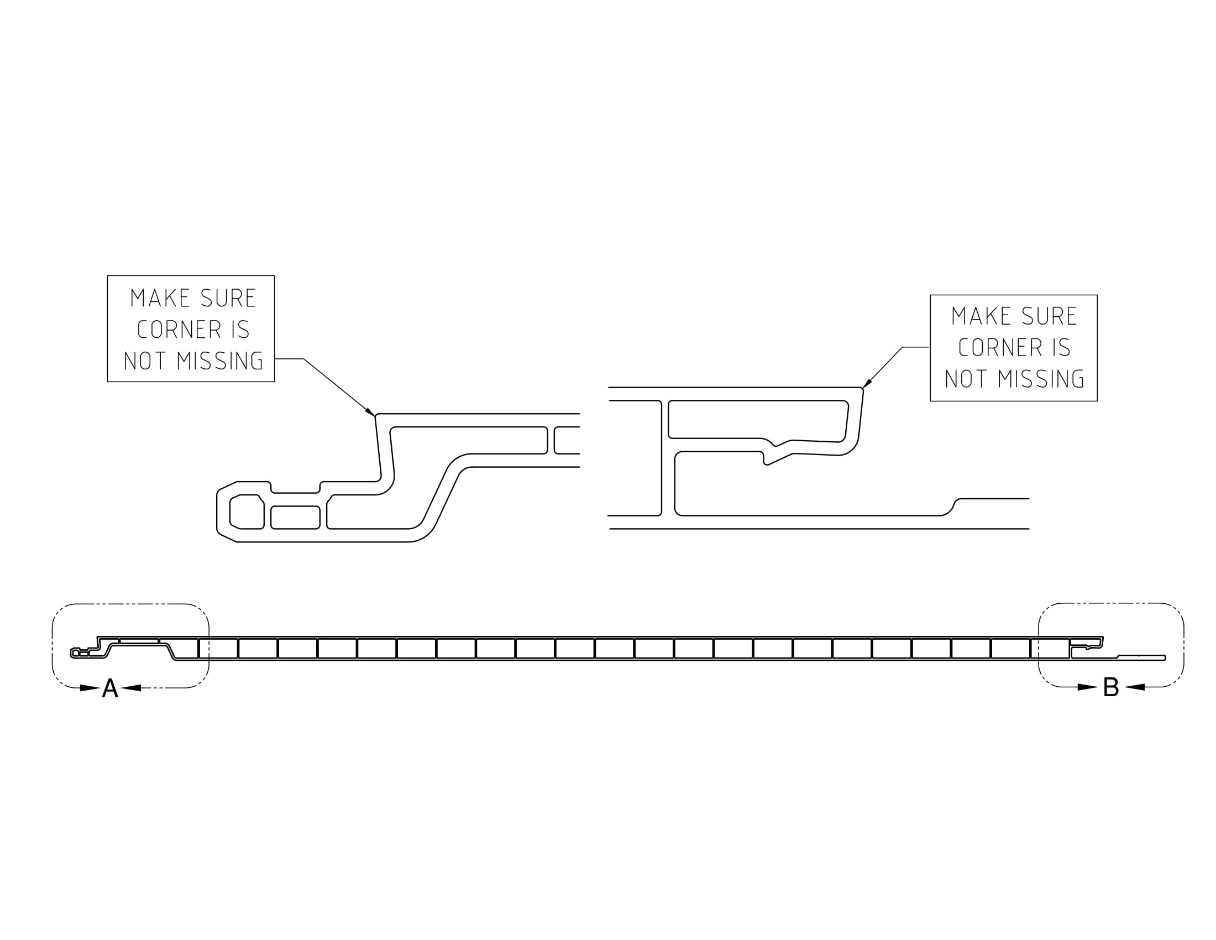 MAKE SURE
CORNER IS
NOT MISSING
MAKE SURE
CORNER IS
NOT MISSING
A
B